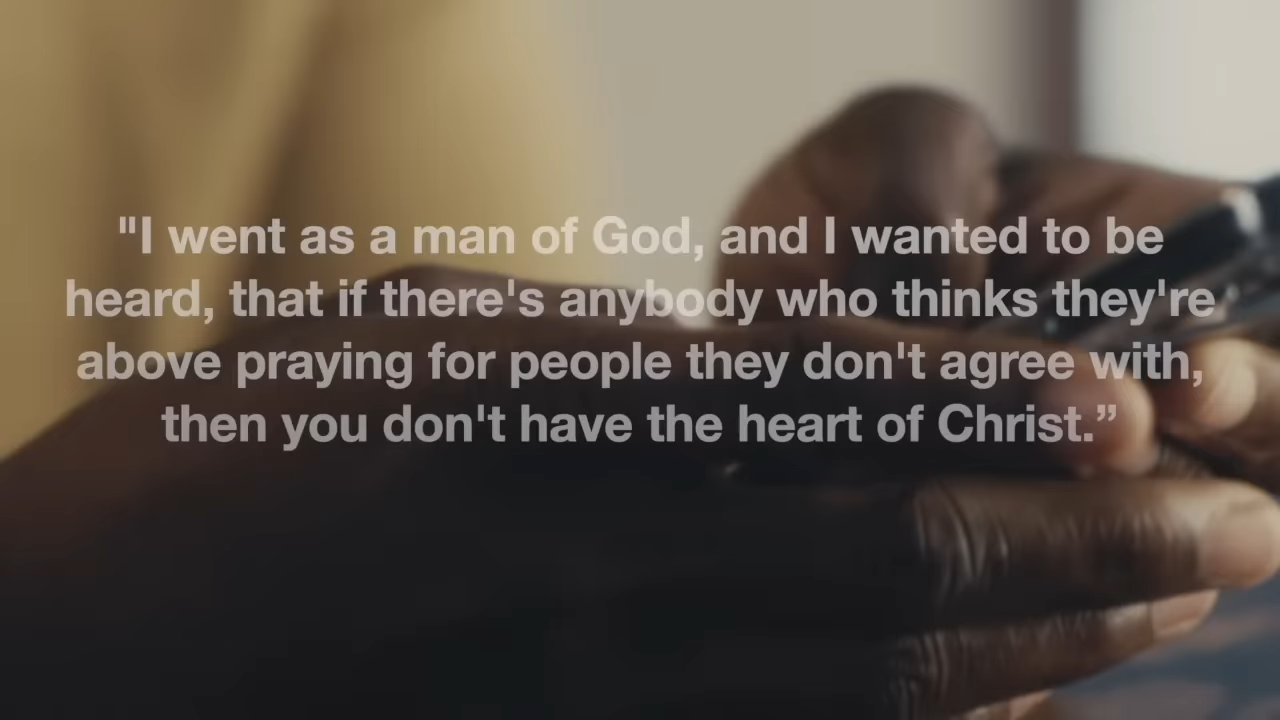 "I went as a man of God, and I wanted to be
heard, that if there's anybody who thinks they're
above praying for people they don't agree with,
then you don't have the heart of Christ.”